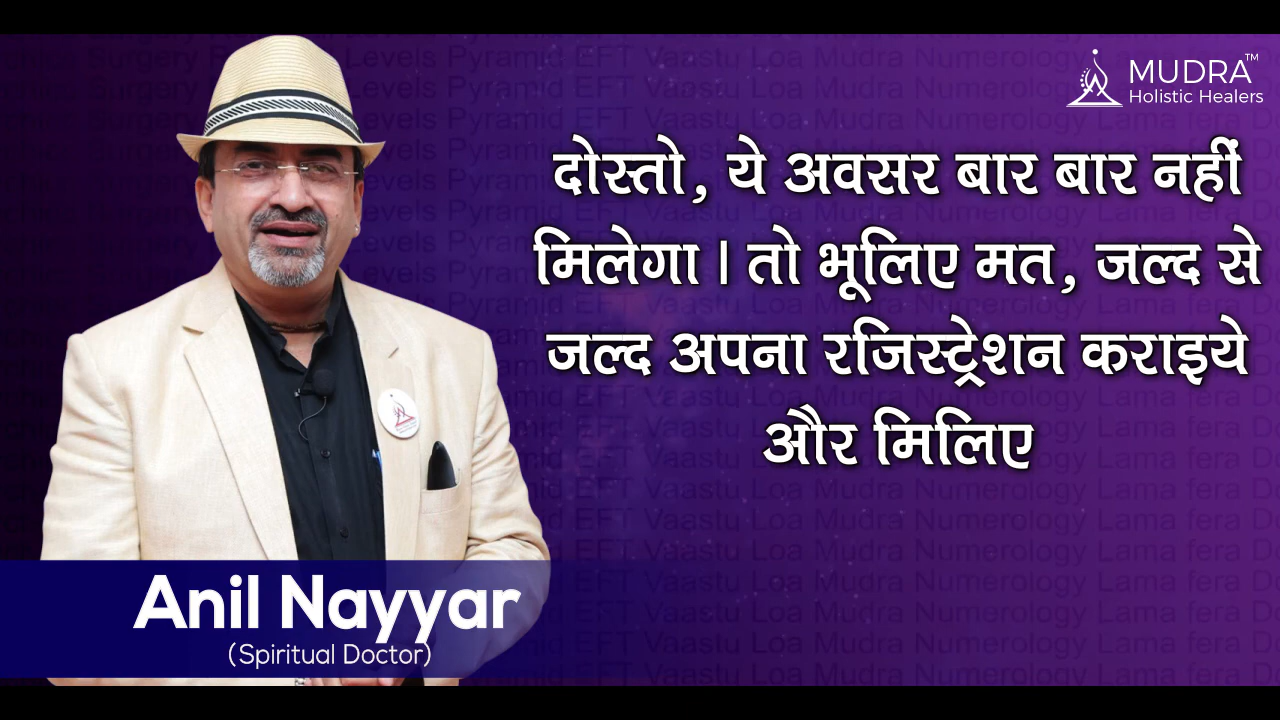 MUDRA™
Holistic Healers
दोस्तो, ये अवसर बार बार नहीं
मिलेगा। तो भूलिए मत, जल्द से
जल्द अपना रजिस्ट्रेशन कराइये
और मिलिए
Anil Nayyar
(Spiritual Doctor)